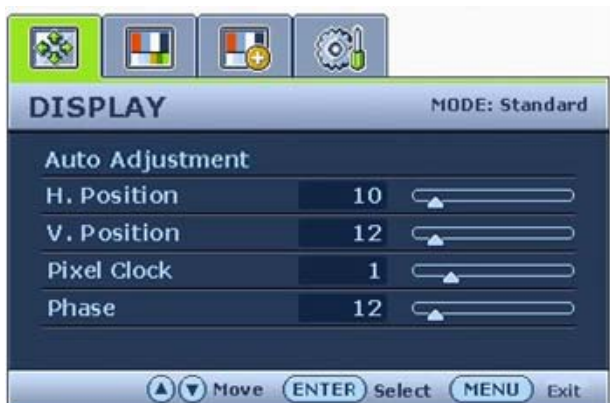 DISPLAY MODE: Standard
Auto Adjustment
H. Position 10
V. Position 12
Pixel Clock 1
Phase 12
Move ENTER Select MENU Exit